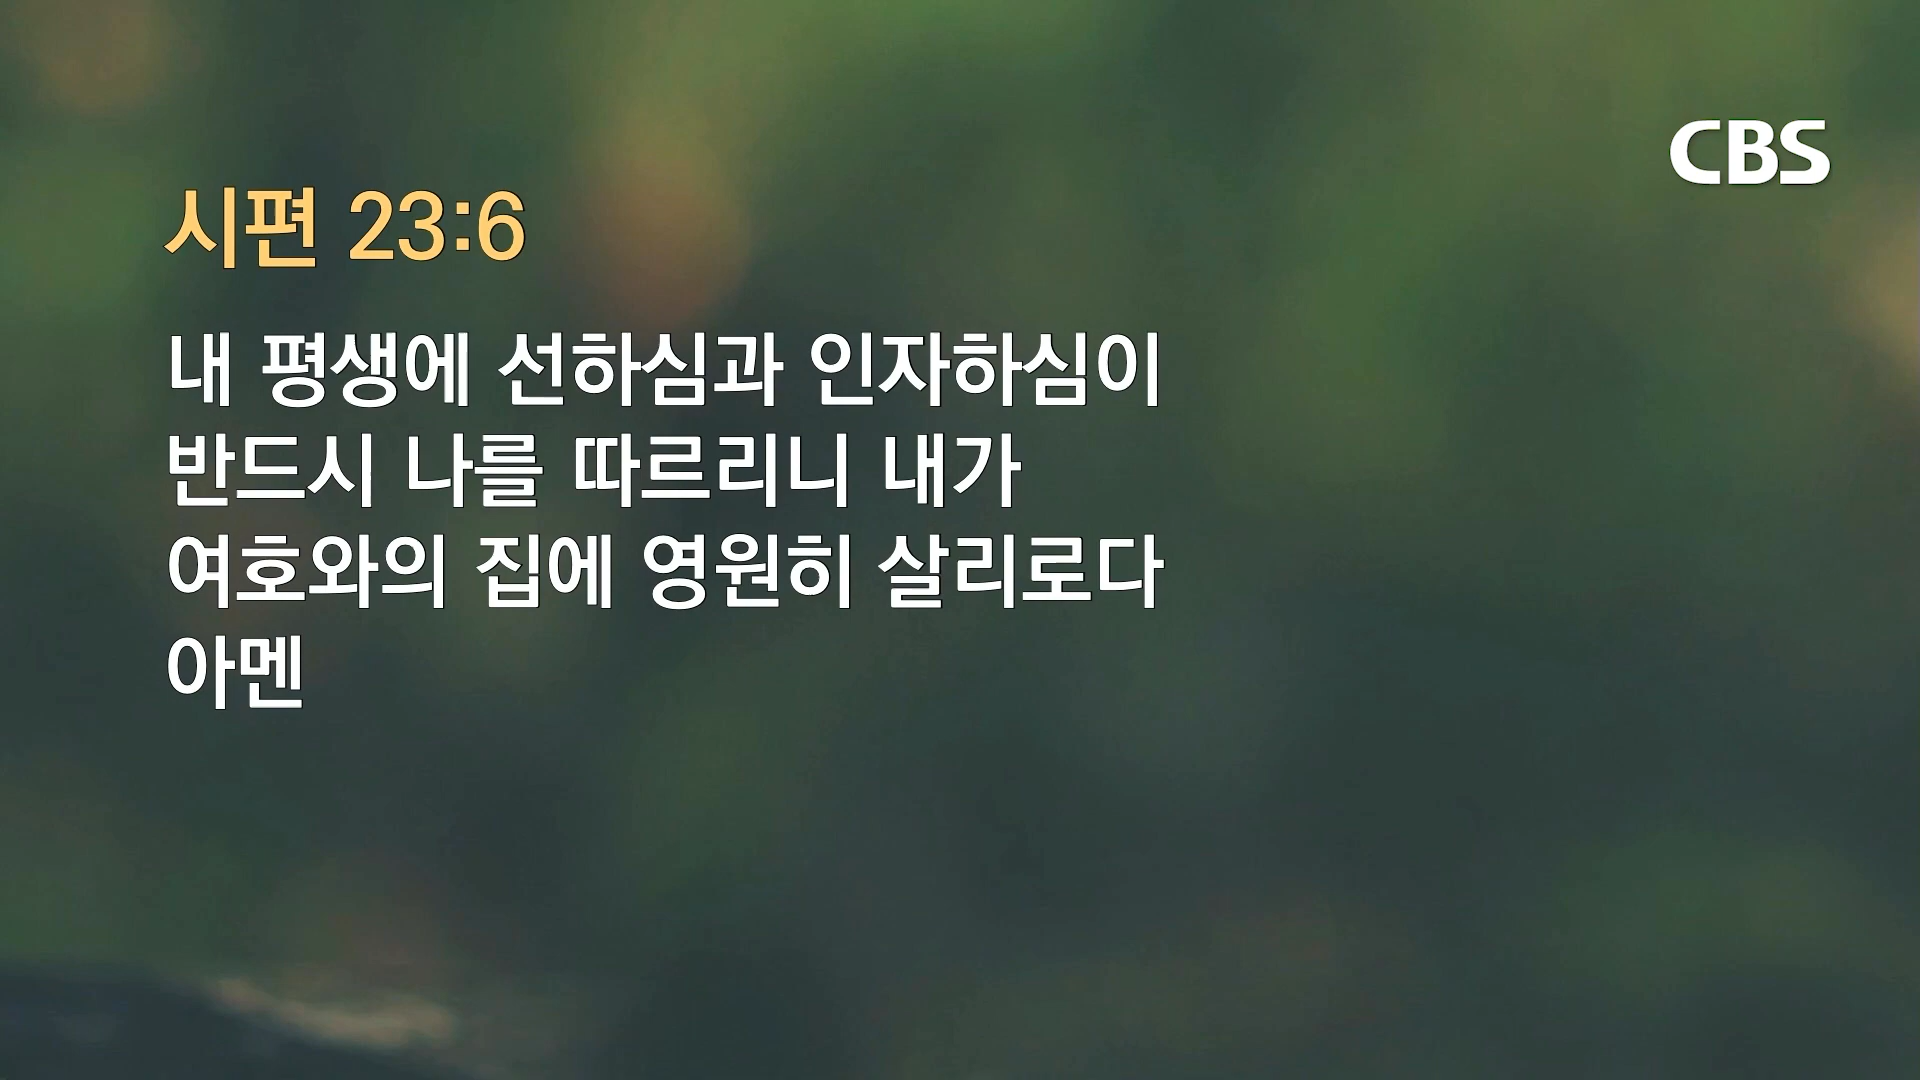 CBS
시편 23:6
내 평생에 선하심과 인자하심이
반드시 나를 따르리니 내가
여호와의 집에 영원히 살리로다
아멘